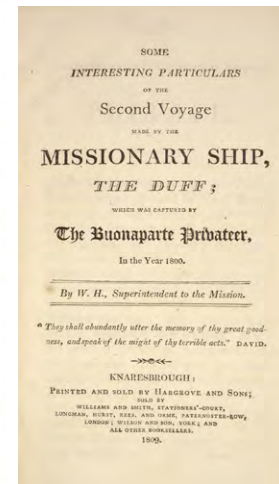 SOME
INTERESTING PARTICULARS
OF THE
Second Voyage
MADE BY THE
MISSIONARY SHIP,
THE DUFF;
WHICH WAS CAPTURED BY
The Buonaparte Privateer,
In the Year 1800.
By W. H., Superintendent to the Mission.
"They shall abundantly utter the memory of thy great good-
ness, and speak of the might of thy terrible acts." DAVID.
KNARESBROUGH:
PRINTED AND SOLD BY HARGROVE AND SONS;
SOLD BY
WILLIAMS AND SMITH, STATIONERS'-COURT,
LONGMAN, HURST, REES, AND ORME, PATERNOSTER-ROW,
LONDON; WILSON AND SON, YORK; AND
ALL OTHER BOOKSELLERS.
1809.